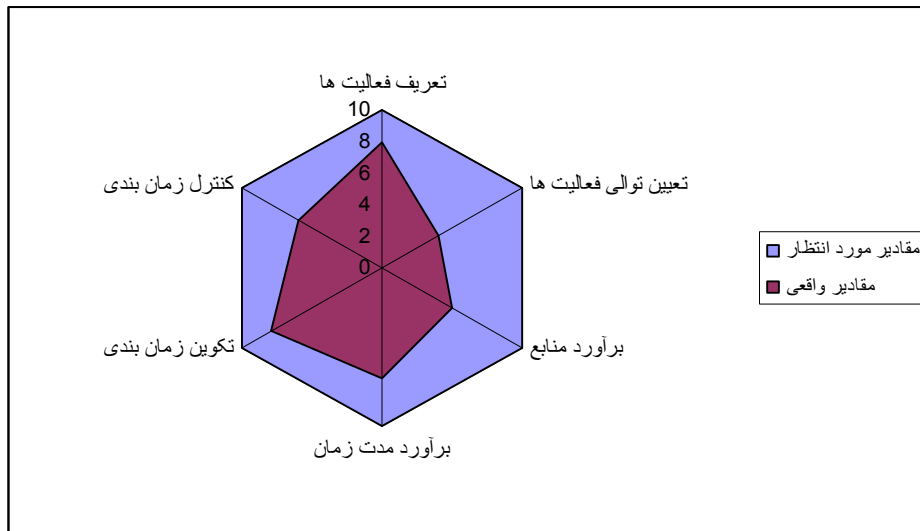 تعریف فعالیت ها
10
8
6
4
2
0
تعیین توالی فعالیت ها
برآورد منابع
برآورد مدت زمان
تکوین زمان بندی
کنترل زمان بندی
مقادیر مورد انتظار
مقادیر واقعی